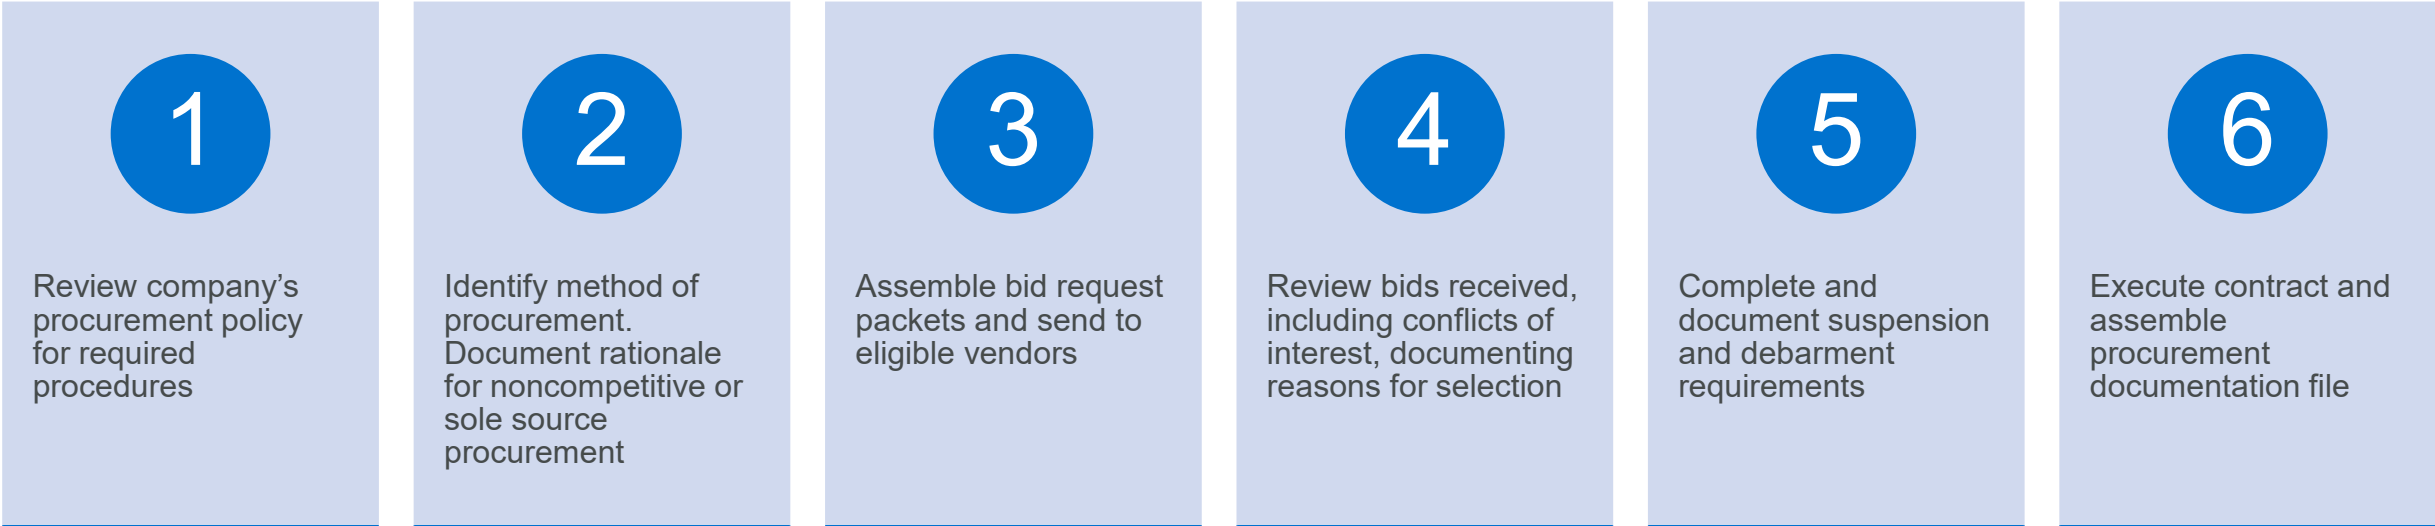 1
Review company’s
procurement policy
for required
procedures
2
Identify method of
procurement.
Document rationale
for noncompetitive or
sole source
procurement
3
Assemble bid request
packets and send to
eligible vendors
4
Review bids received,
including conflicts of
interest, documenting
reasons for selection
5
Complete and
document suspension
and debarment
requirements
6
Execute contract and
assemble
procurement
documentation file